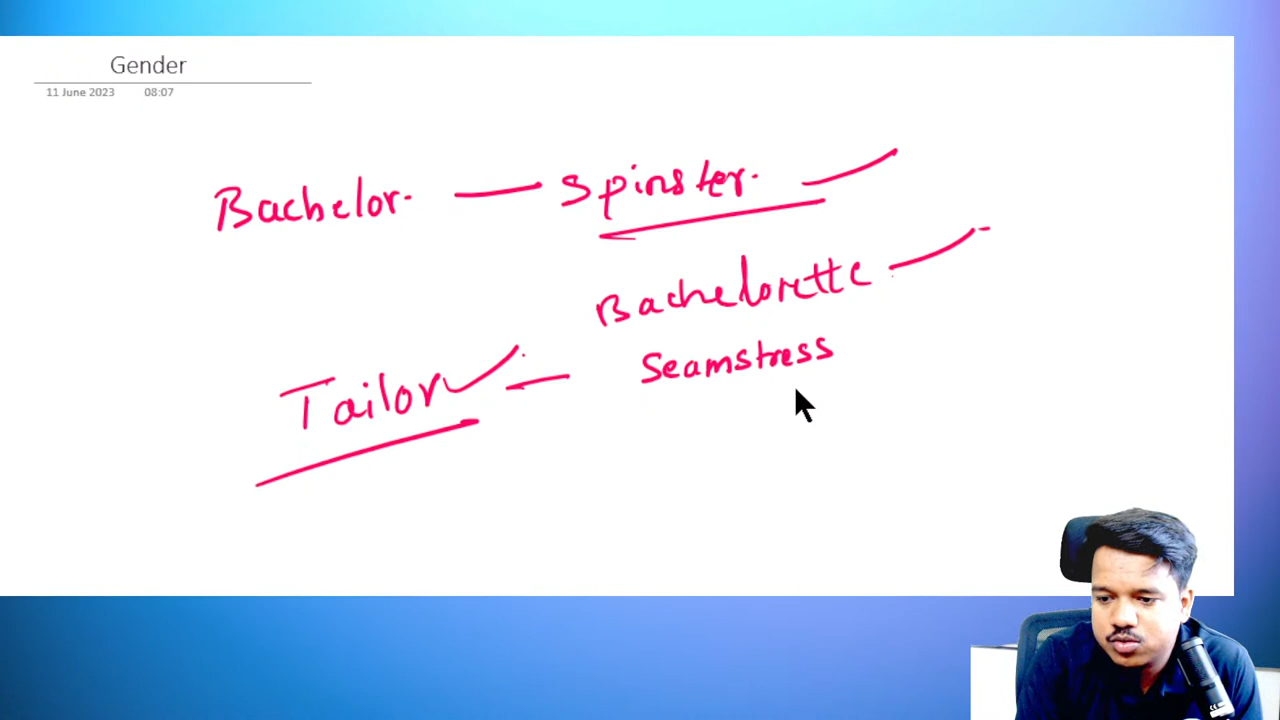 Gender
11 June 2023 08:07
Bachelor. — Spinster.
Bachelorette
Tailor — Seamstress